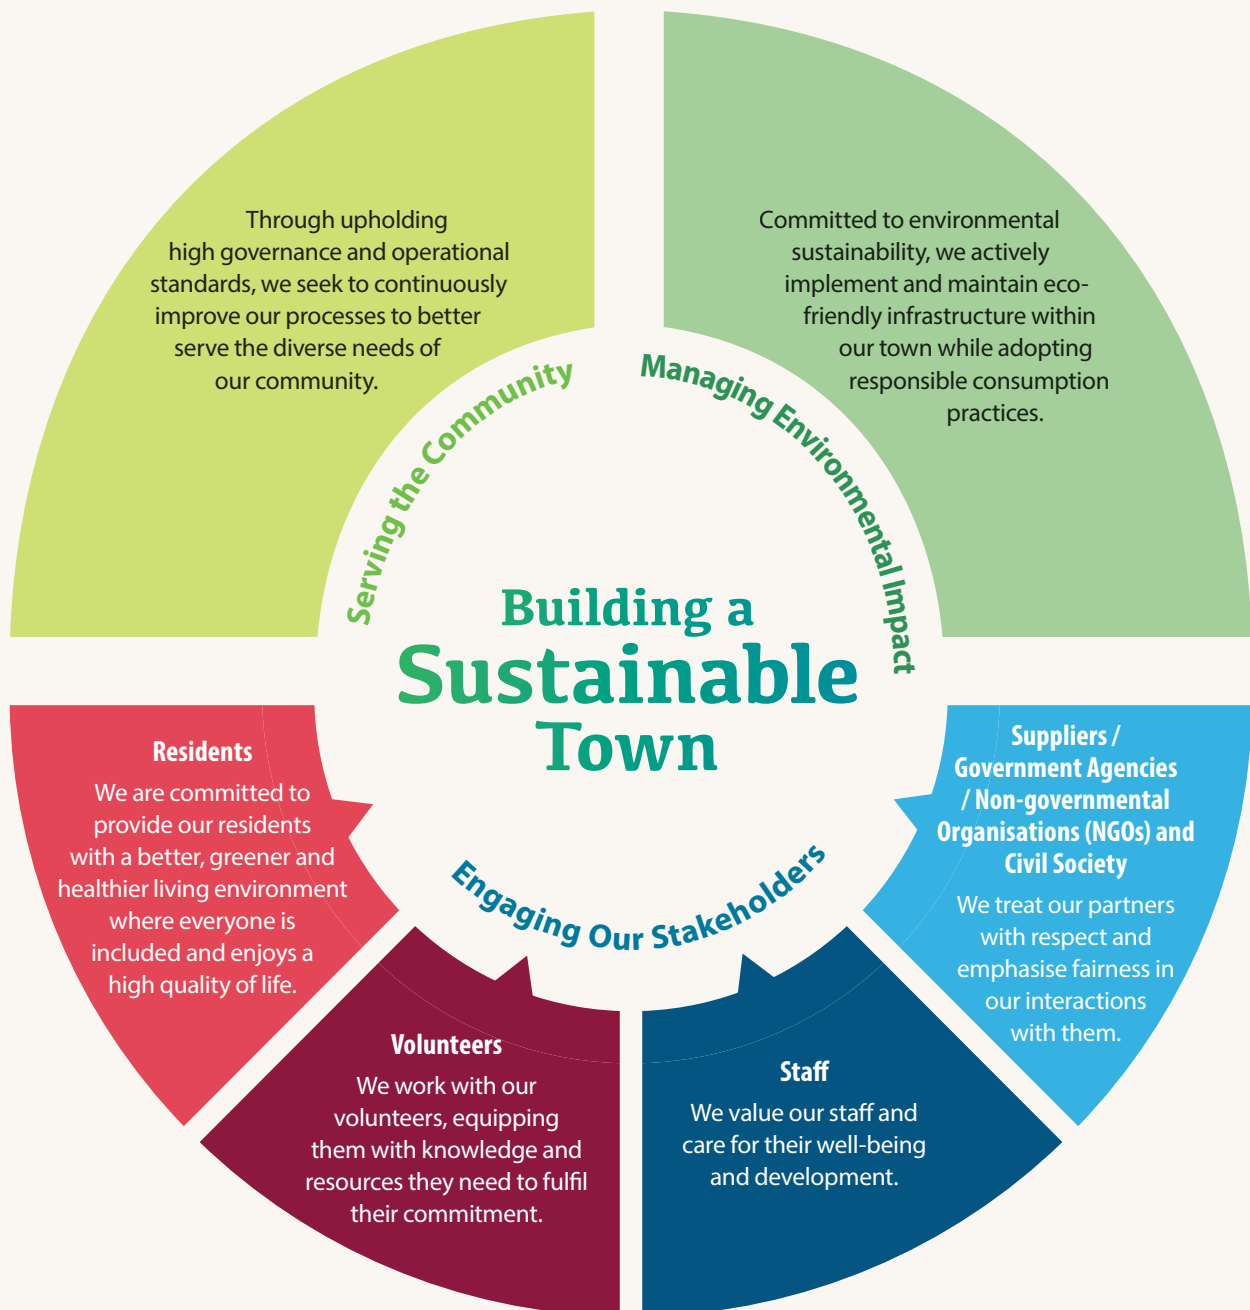 Through upholding
high governance and operational
standards, we seek to continuously
improve our processes to better
serve the diverse needs of
our community.
Serving the Community
Committed to environmental
sustainability, we actively
implement and maintain eco-
friendly infrastructure within
our town while adopting
responsible consumption
practices.
Managing Environmental Impact
Building a
Sustainable
Town
Engaging Our Stakeholders
Residents
We are committed to
provide our residents
with a better, greener and
healthier living environment
where everyone is
included and enjoys a
high quality of life.
Volunteers
We work with our
volunteers, equipping
them with knowledge and
resources they need to fulfil
their commitment.
Staff
We value our staff and
care for their well-being
and development.
Suppliers /
Government Agencies
/ Non-governmental
Organisations (NGOs) and
Civil Society
We treat our partners
with respect and
emphasise fairness in
our interactions
with them.